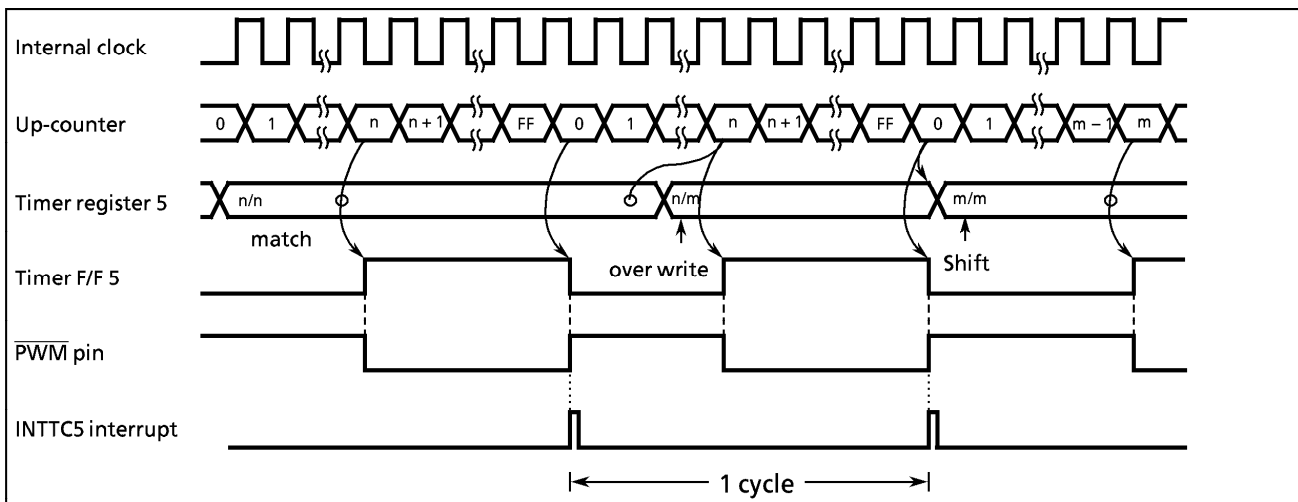 Internal clock
Up-counter 0 1 n n + 1 FF 0 1 n n + 1 FF 0 1 m – 1 m
Timer register 5 n/n n/m m/m
match
over write
Shift
Timer F/F 5
PWM pin
INTTC5 interrupt
1 cycle